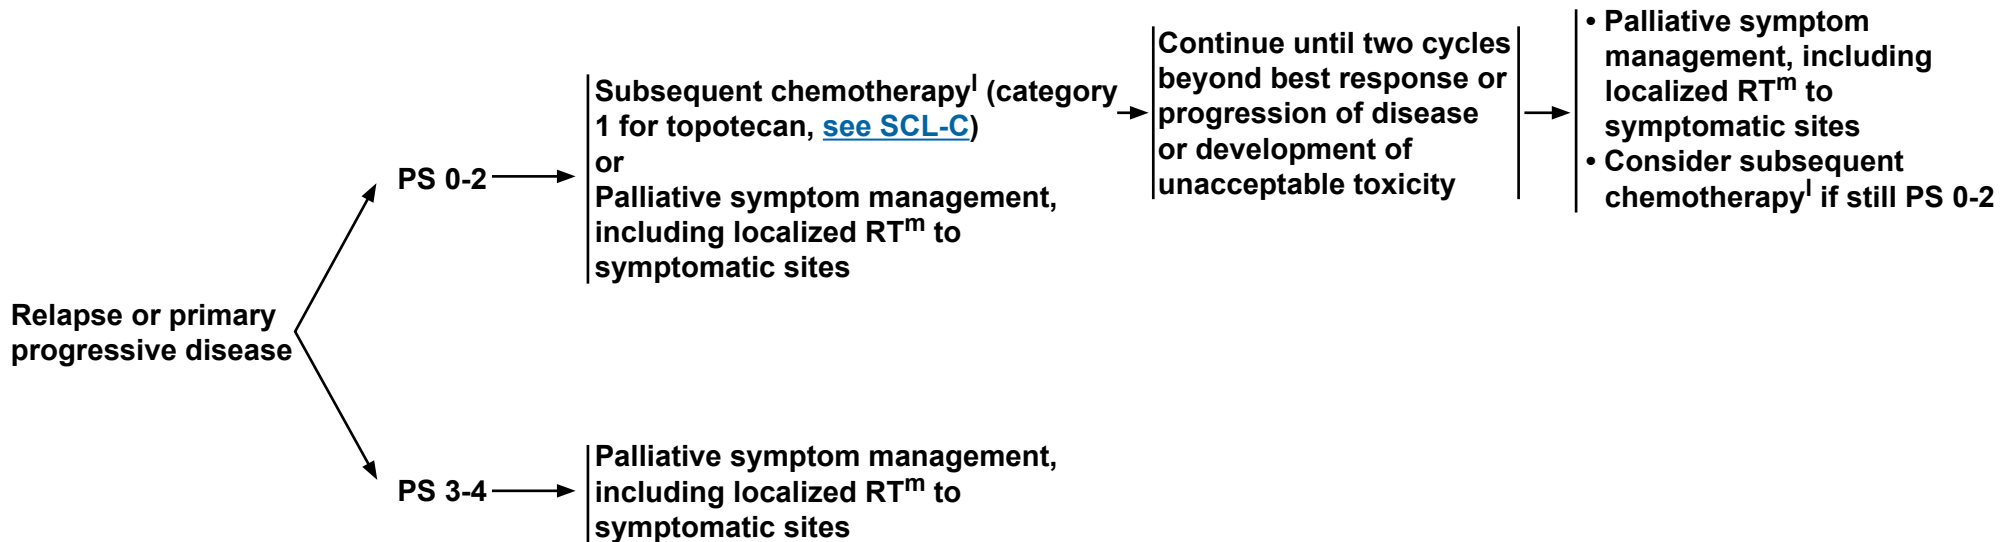 Relapse or primary
progressive disease
PS 0-2
Subsequent chemotherapyˡ (category
1 for topotecan, see SCL-C)
or
Palliative symptom management,
including localized RTᵐ to
symptomatic sites
Continue until two cycles
beyond best response or
progression of disease
or development of
unacceptable toxicity
• Palliative symptom
management, including
localized RTᵐ to
symptomatic sites
• Consider subsequent
chemotherapyˡ if still PS 0-2
PS 3-4
Palliative symptom management,
including localized RTᵐ to
symptomatic sites